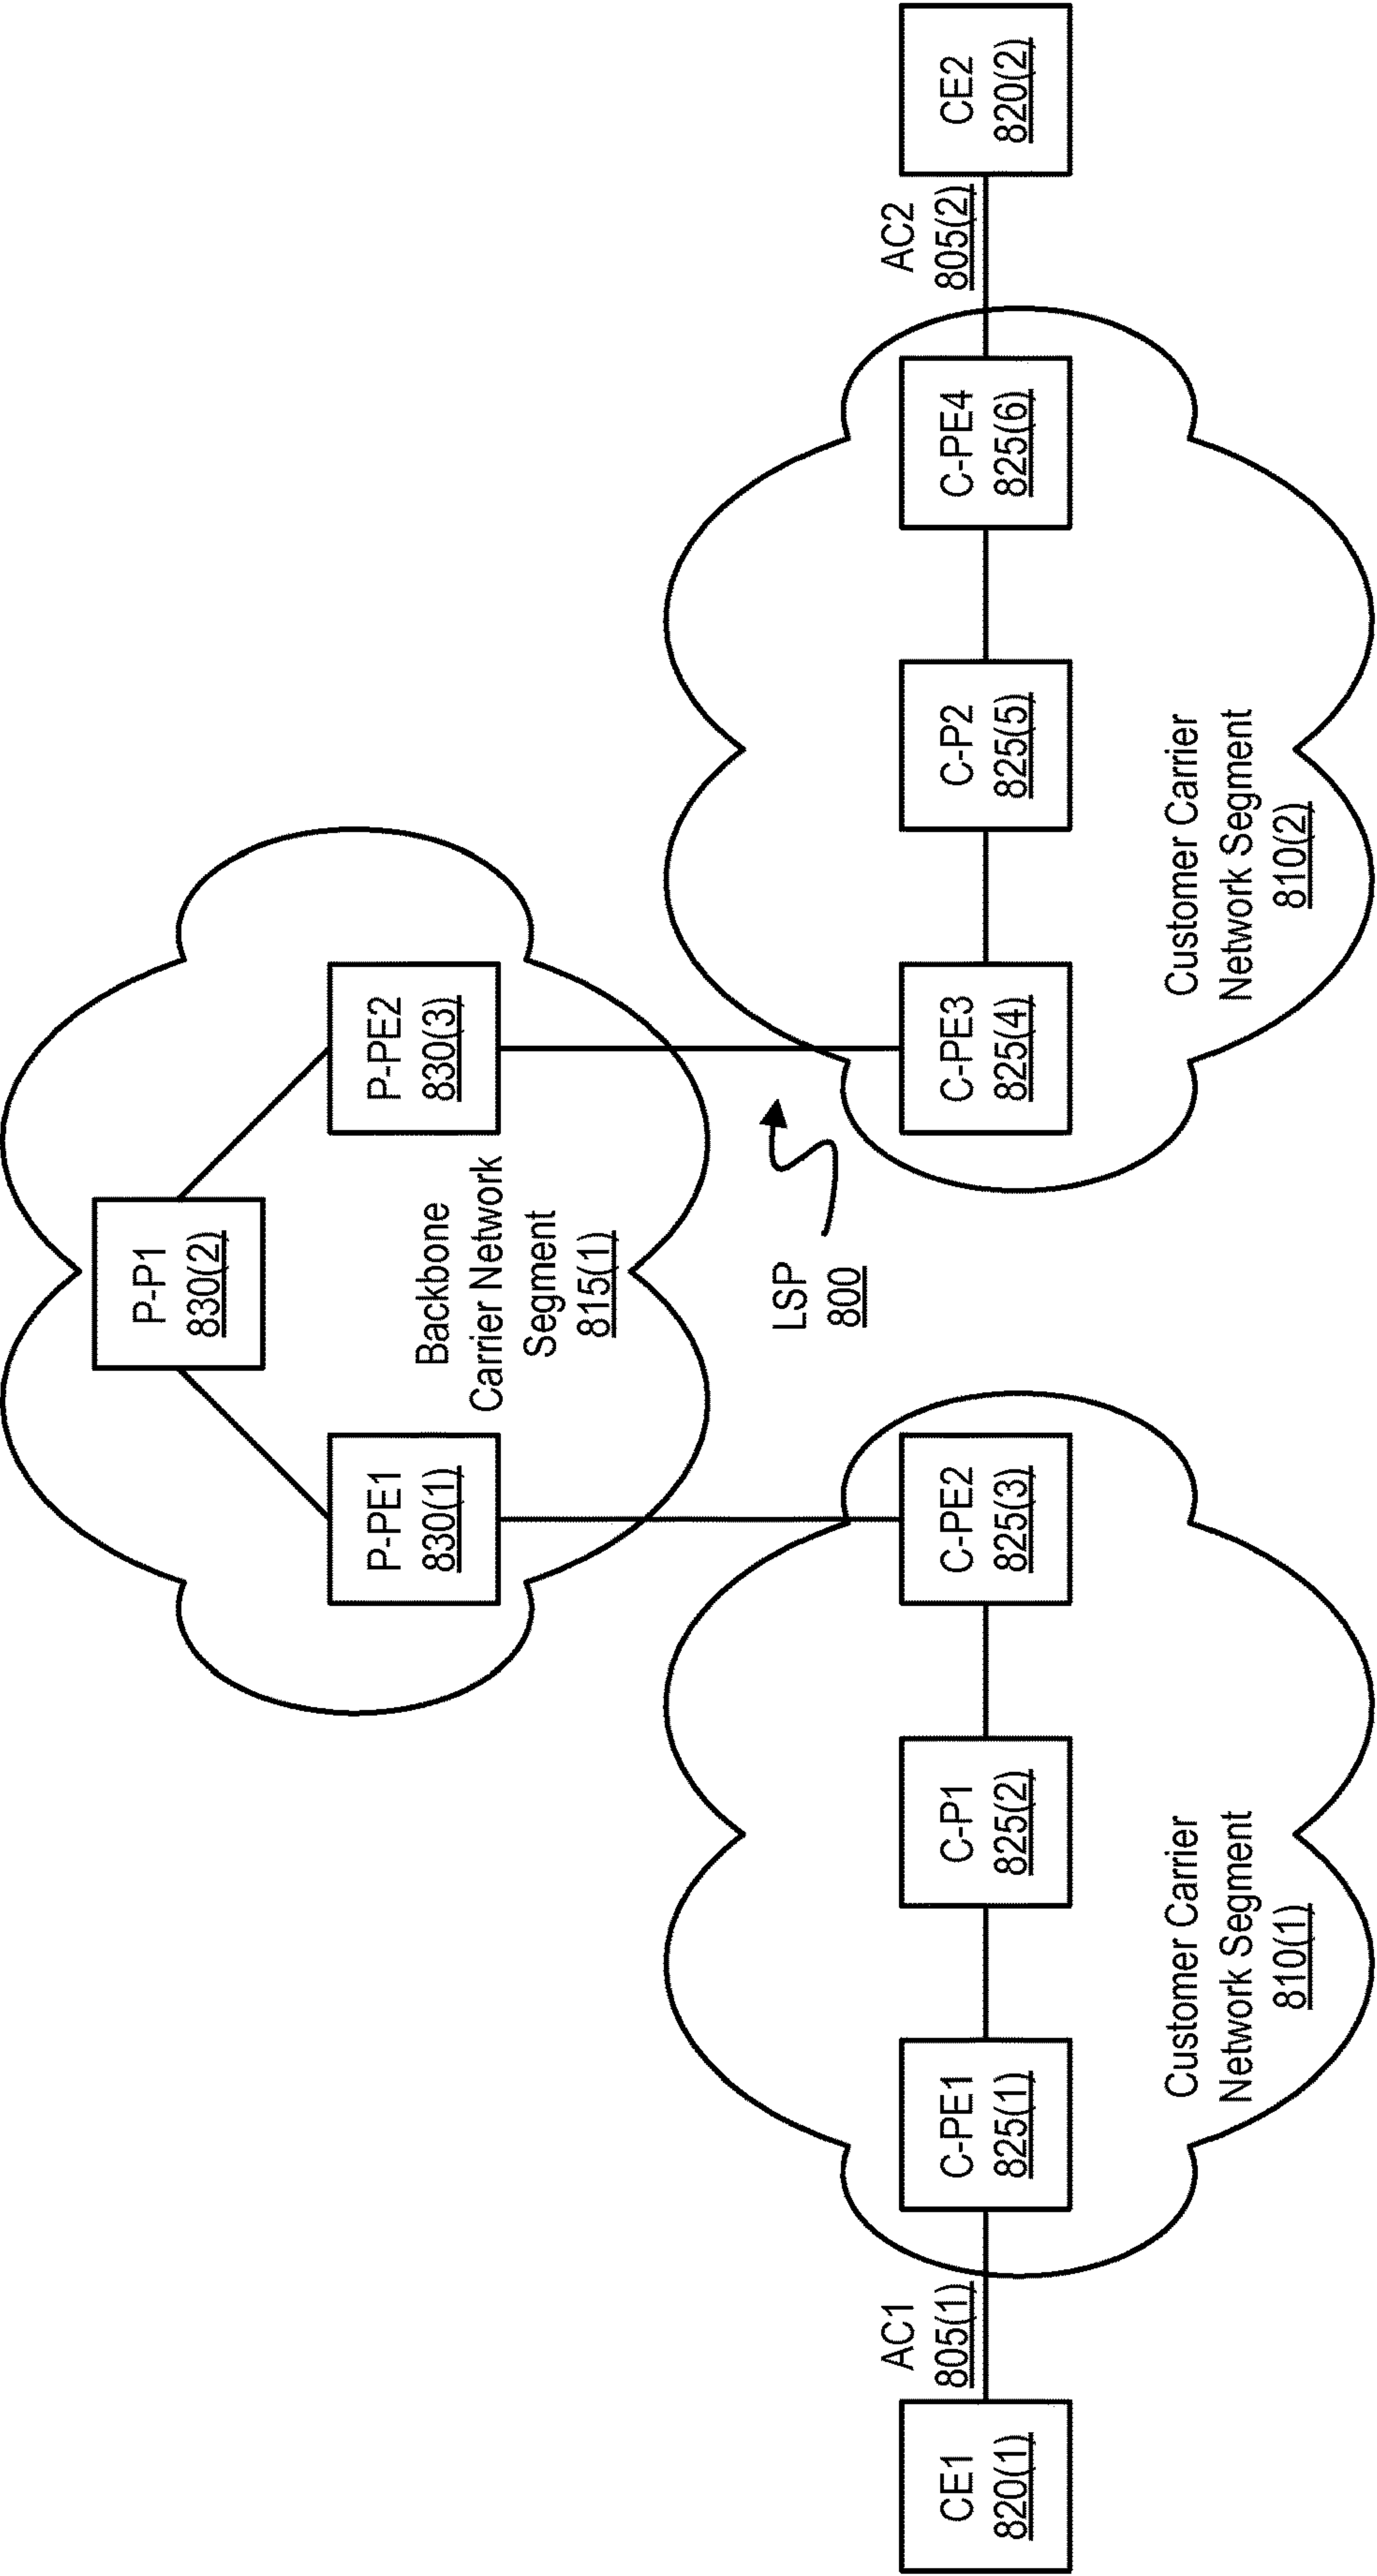 P-P1
830(2)
P-PE1
830(1)
P-PE2
830(3)
Backbone
Carrier Network
Segment
815(1)
LSP
800
CE1
820(1)
AC1
805(1)
C-PE1
825(1)
C-P1
825(2)
C-PE2
825(3)
C-PE3
825(4)
C-P2
825(5)
C-PE4
825(6)
AC2
805(2)
CE2
820(2)
Customer Carrier
Network Segment
810(1)
Customer Carrier
Network Segment
810(2)